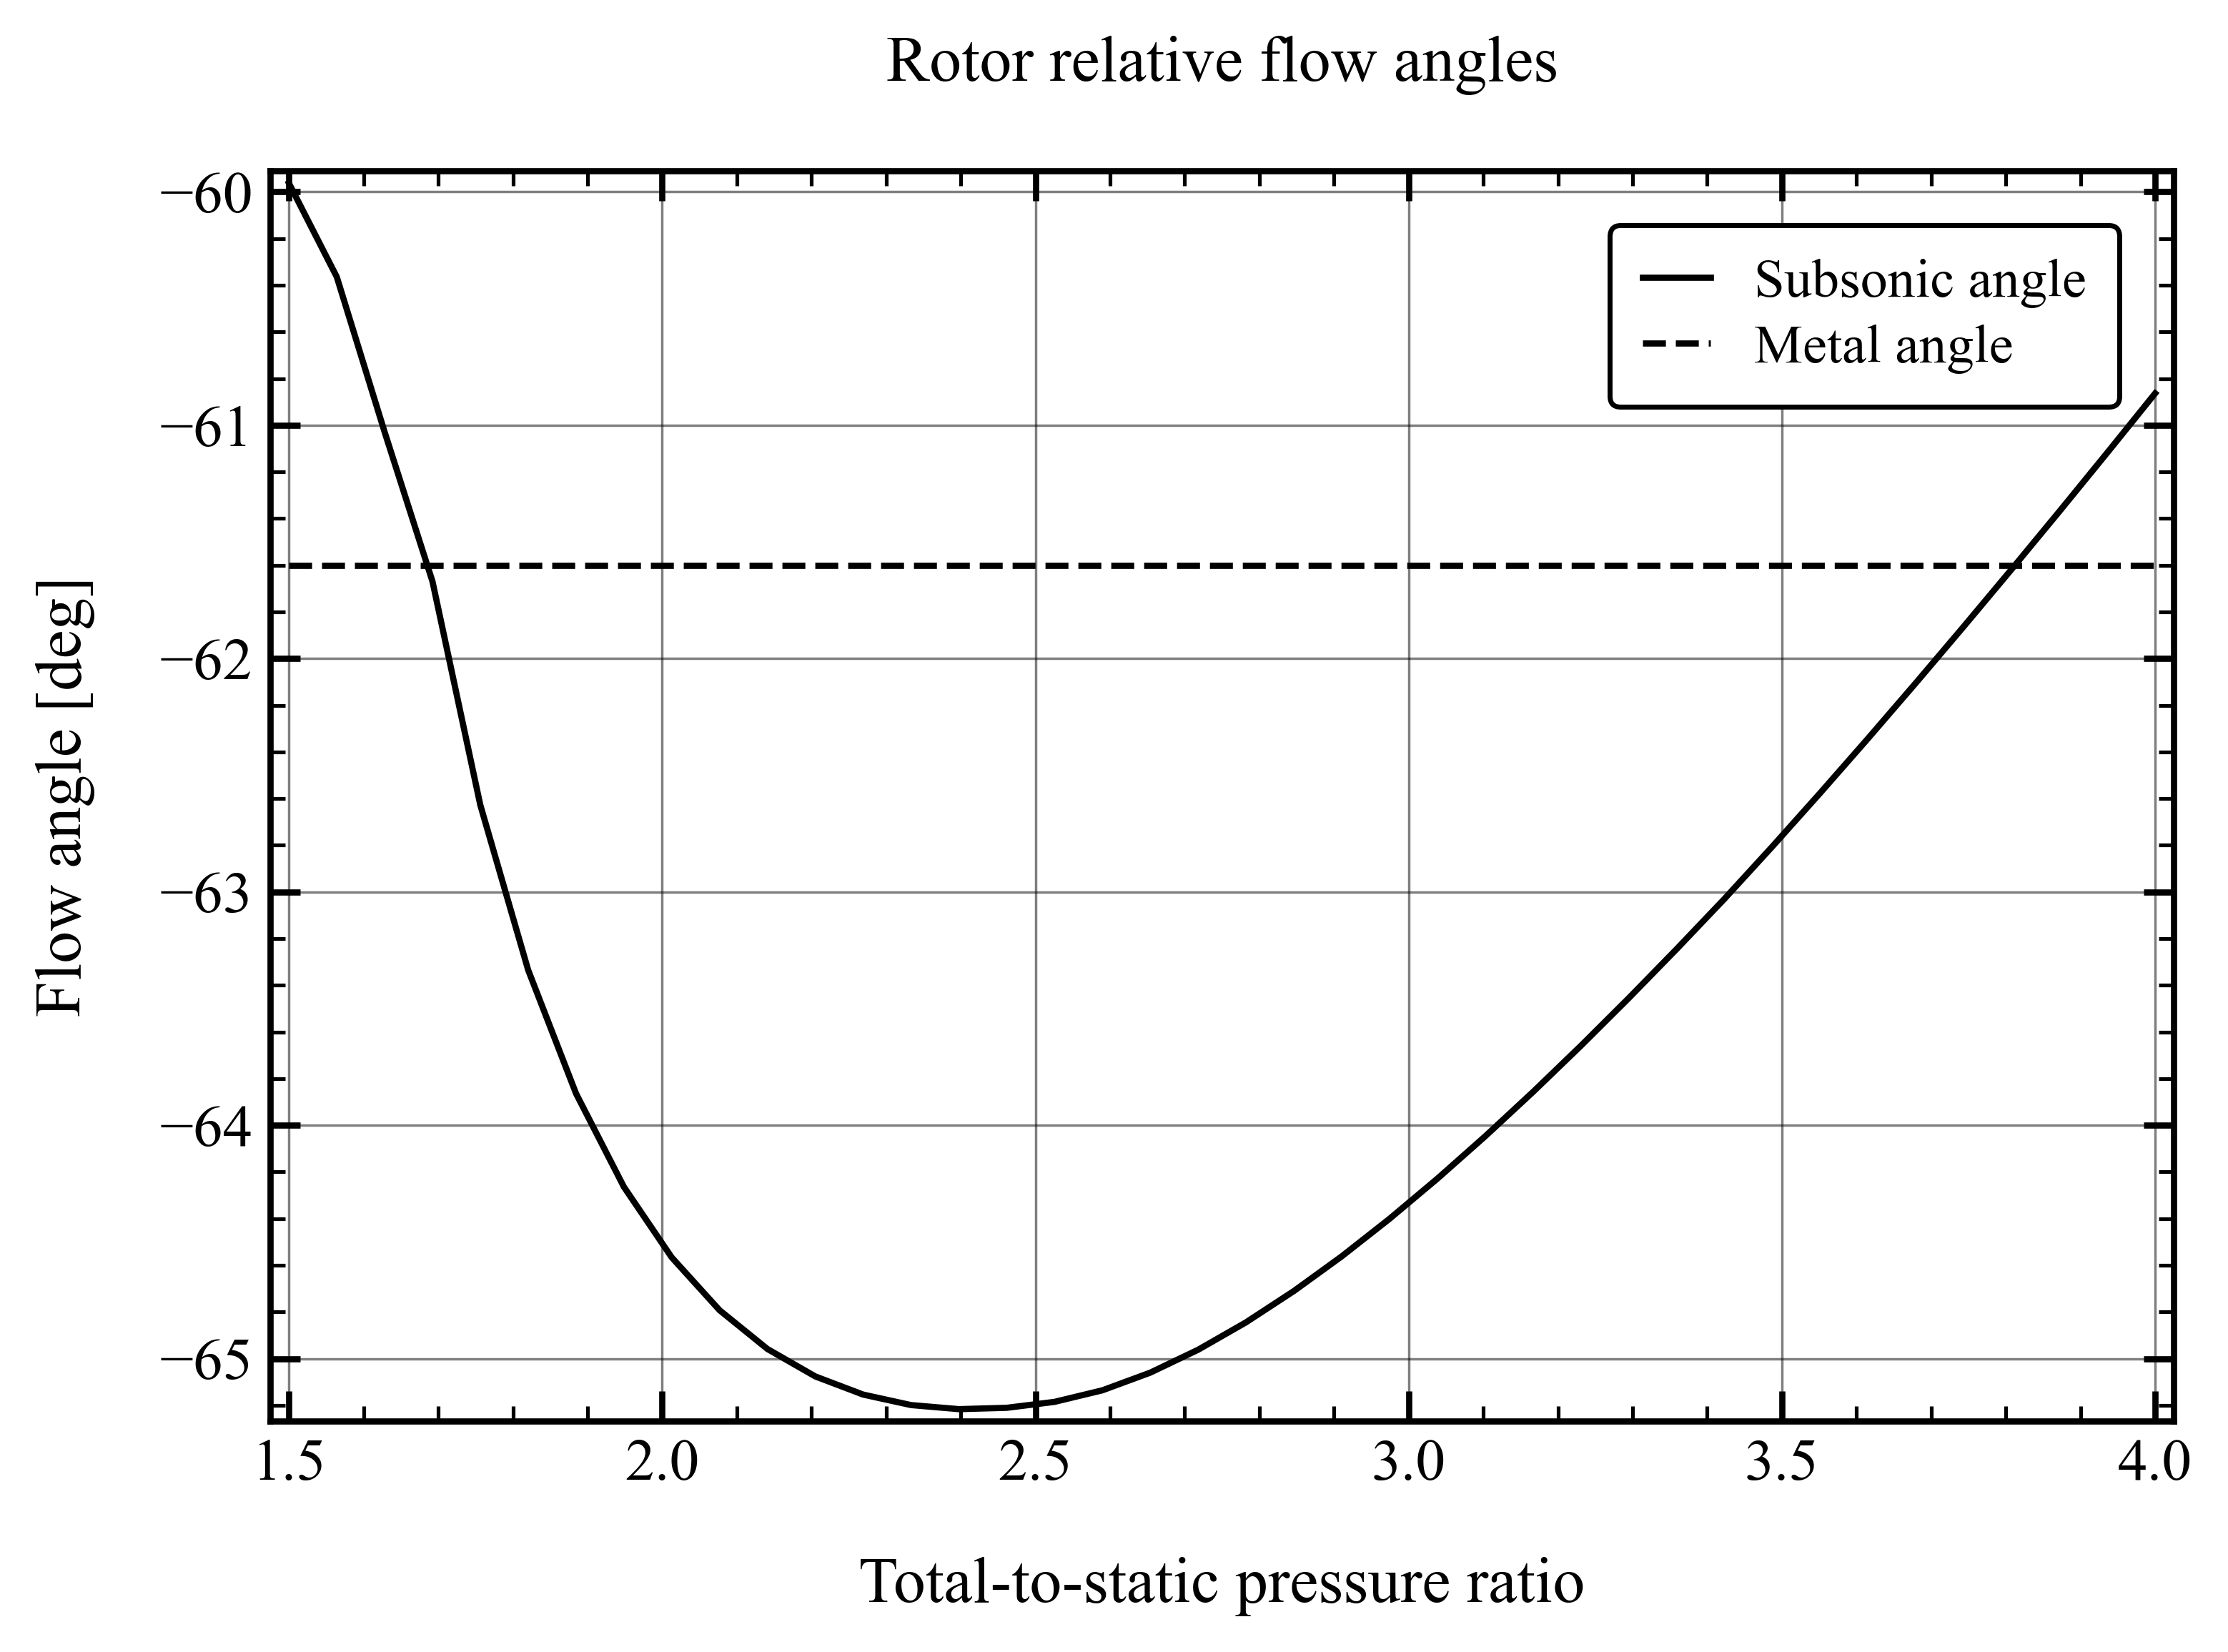 Rotor relative flow angles
−60
−61
−62
−63
−64
−65
Flow angle [deg]
Subsonic angle
Metal angle
1.5 2.0 2.5 3.0 3.5 4.0
Total-to-static pressure ratio